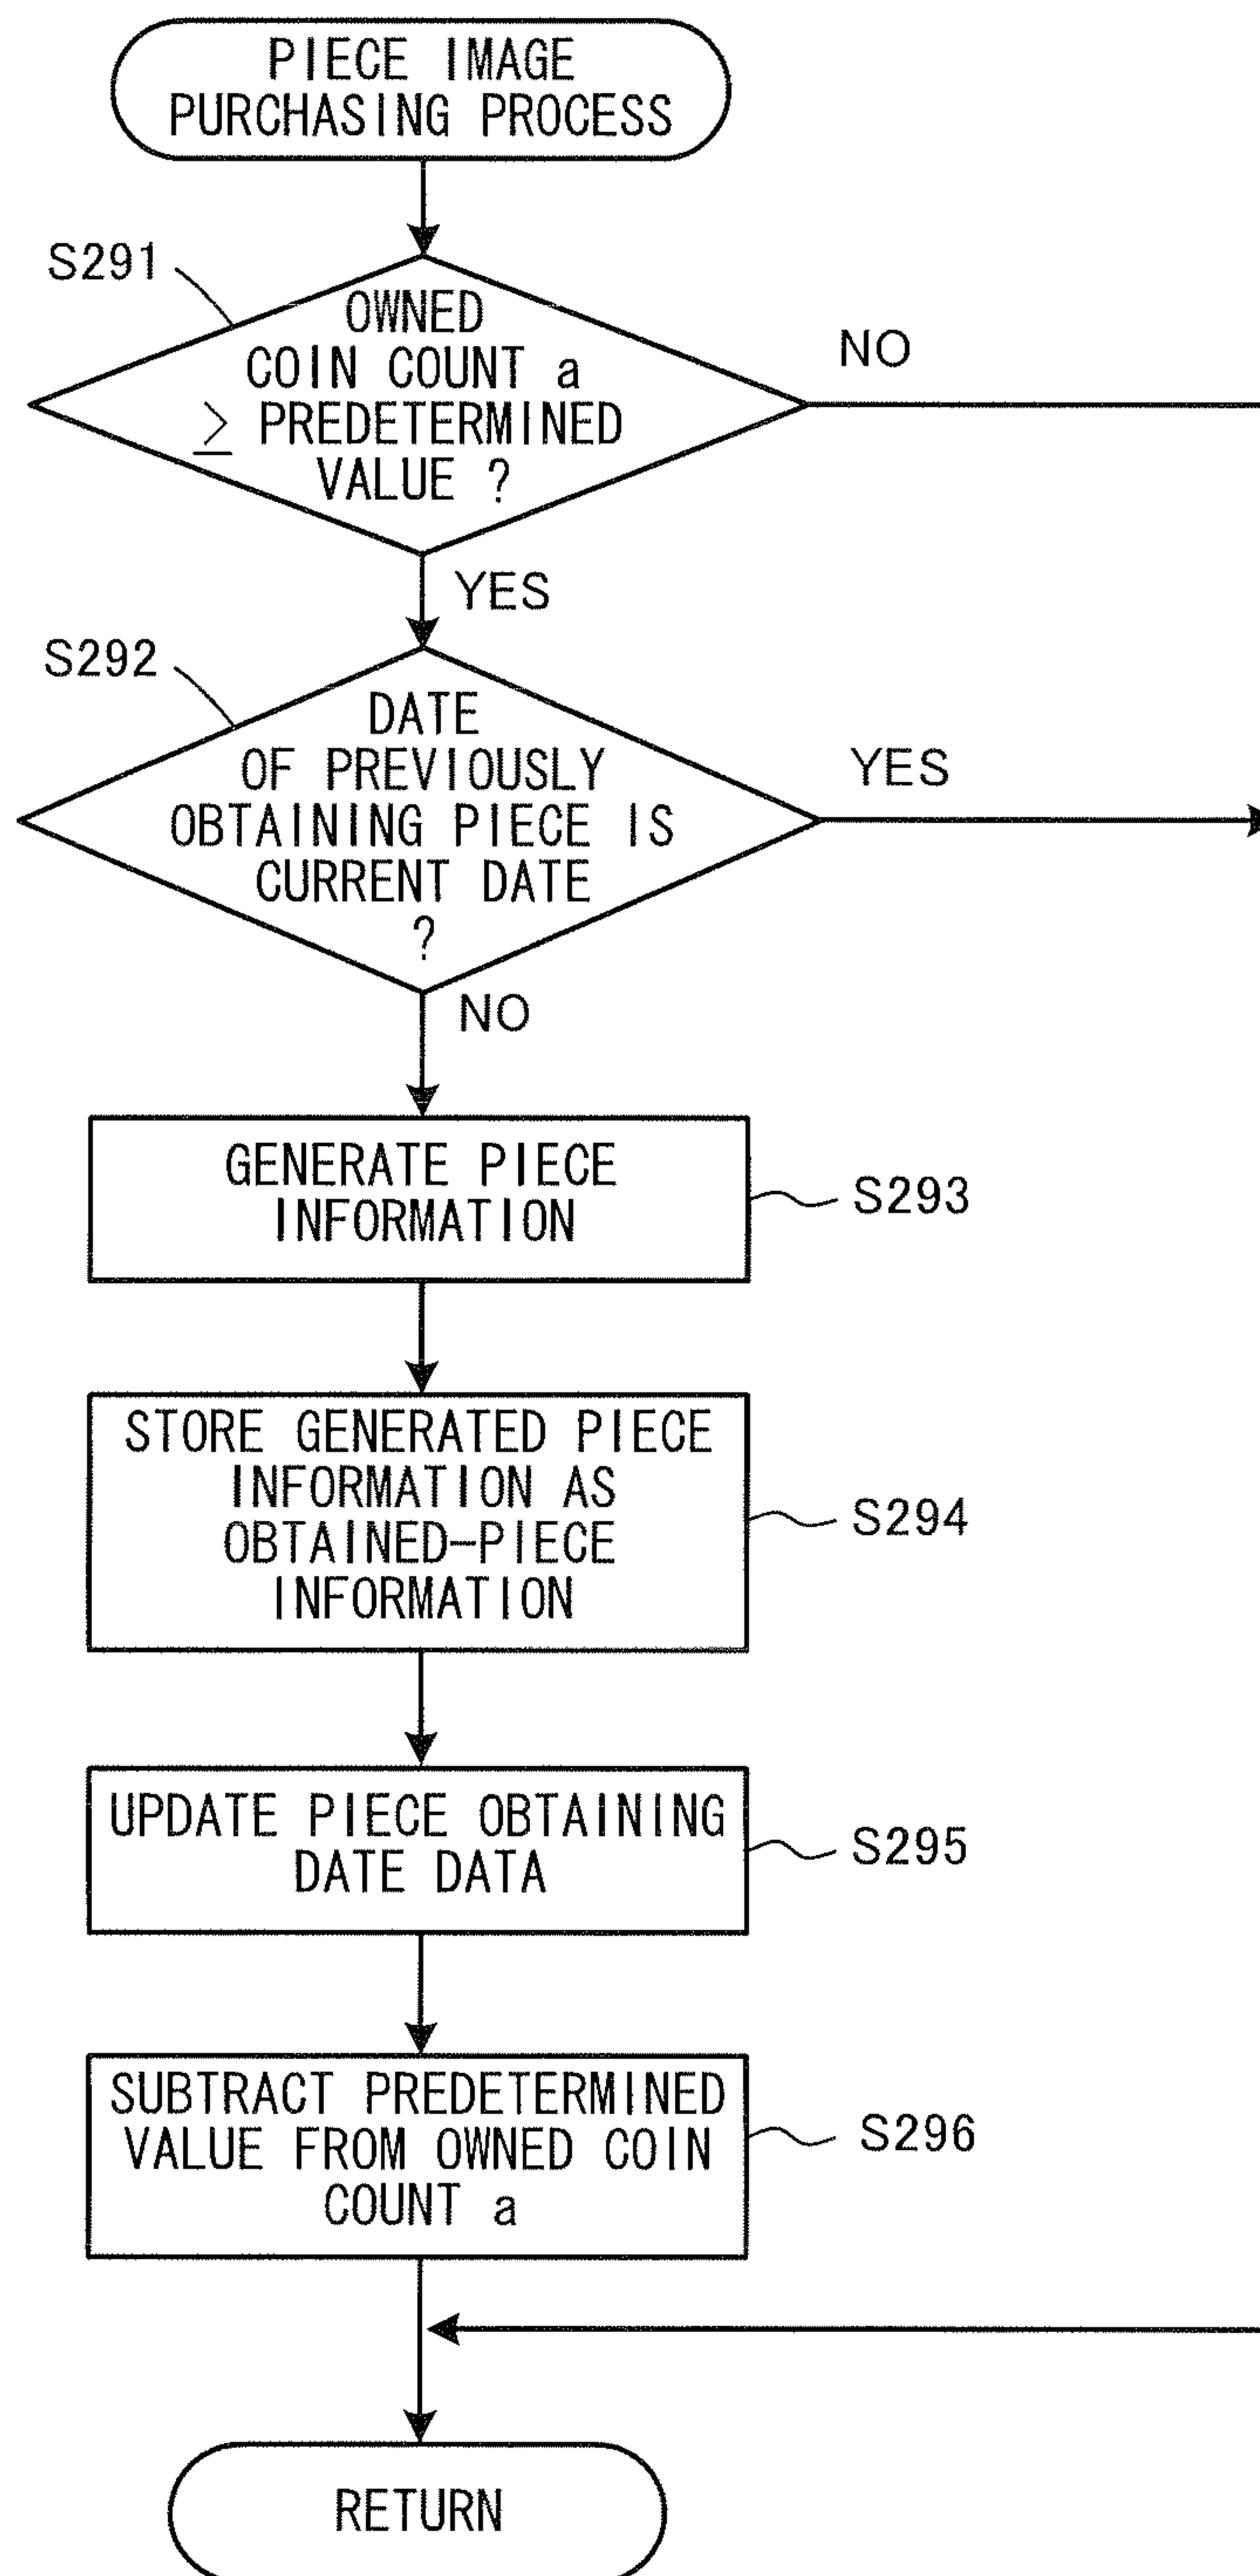 PIECE IMAGE
PURCHASING PROCESS
S291
OWNED
COIN COUNT a
≥ PREDETERMINED
VALUE ?
NO
YES
S292
DATE
OF PREVIOUSLY
OBTAINING PIECE IS
CURRENT DATE
?
YES
NO
GENERATE PIECE
INFORMATION
S293
STORE GENERATED PIECE
INFORMATION AS
OBTAINED-PIECE
INFORMATION
S294
UPDATE PIECE OBTAINING
DATE DATA
S295
SUBTRACT PREDETERMINED
VALUE FROM OWNED COIN
COUNT a
S296
RETURN